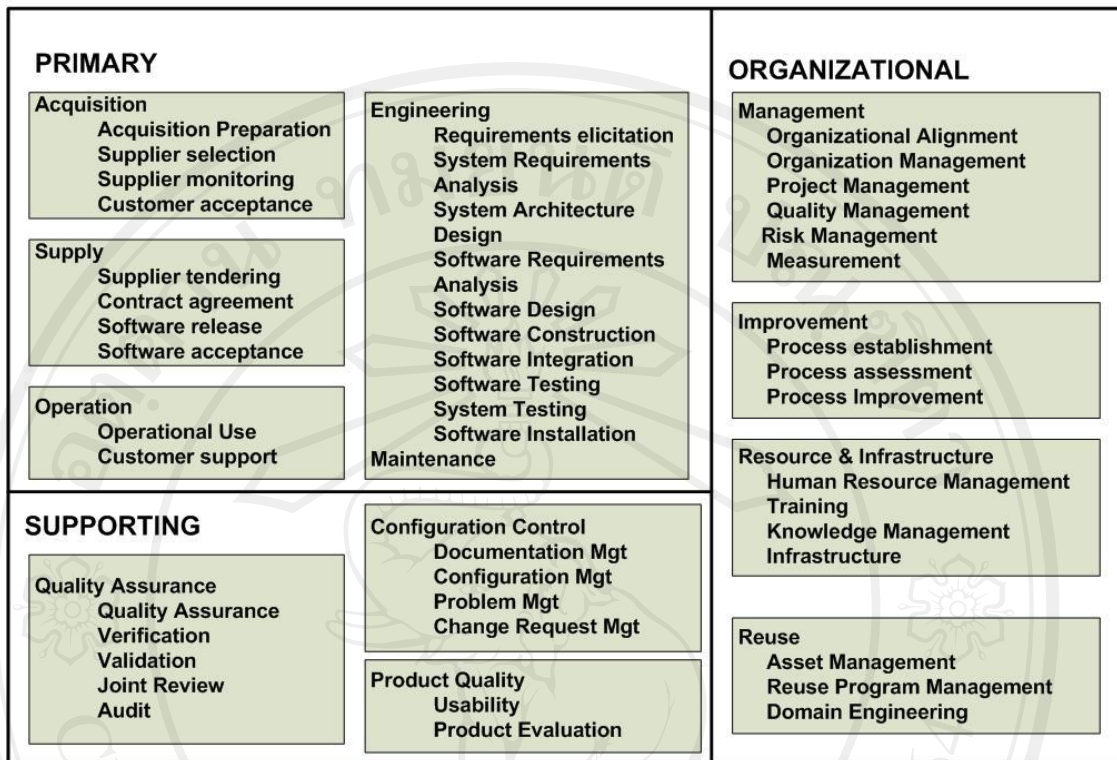 PRIMARY
Acquisition
Acquisition Preparation
Supplier selection
Supplier monitoring
Customer acceptance
Supply
Supplier tendering
Contract agreement
Software release
Software acceptance
Operation
Operational Use
Customer support
Engineering
Requirements elicitation
System Requirements
Analysis
System Architecture
Design
Software Requirements
Analysis
Software Design
Software Construction
Software Integration
Software Testing
System Testing
Software Installation
Maintenance
SUPPORTING
Quality Assurance
Quality Assurance
Verification
Validation
Joint Review
Audit
Configuration Control
Documentation Mgt
Configuration Mgt
Problem Mgt
Change Request Mgt
Product Quality
Usability
Product Evaluation
ORGANIZATIONAL
Management
Organizational Alignment
Organization Management
Project Management
Quality Management
Risk Management
Measurement
Improvement
Process establishment
Process assessment
Process Improvement
Resource & Infrastructure
Human Resource Management
Training
Knowledge Management
Infrastructure
Reuse
Asset Management
Reuse Program Management
Domain Engineering